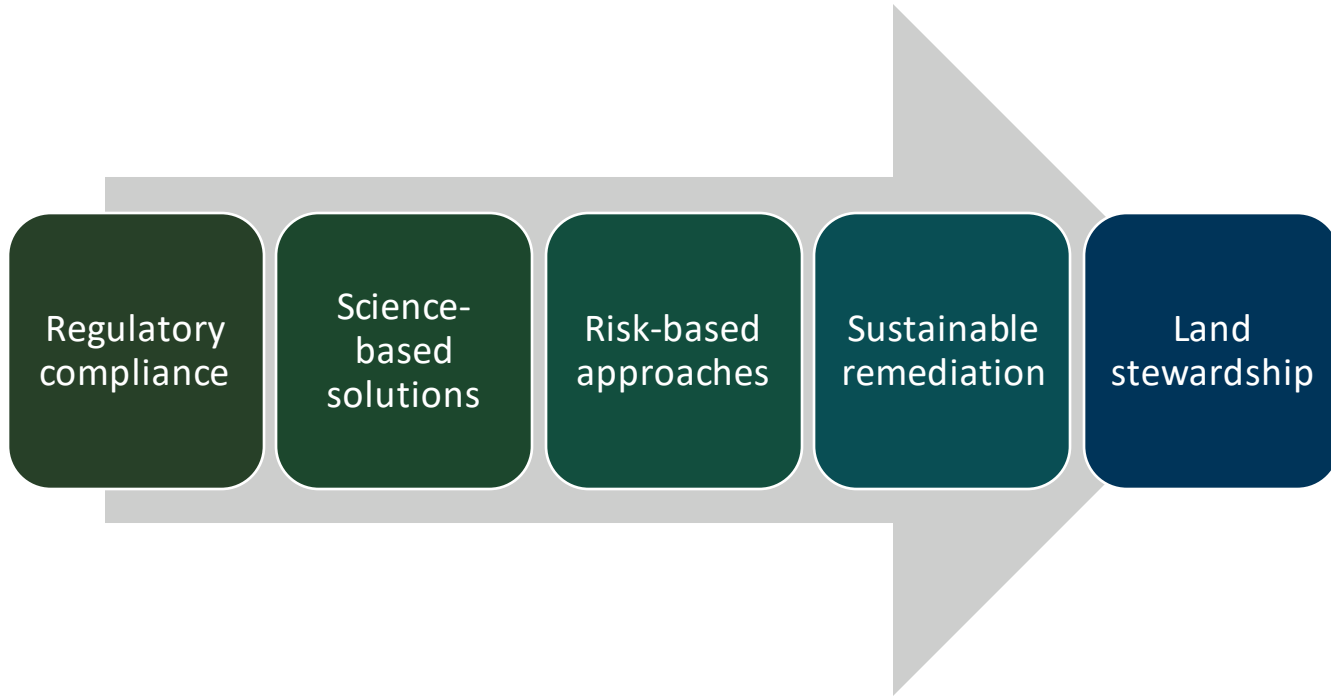 Regulatory
compliance
Science-
based
solutions
Risk-based
approaches
Sustainable
remediation
Land
stewardship